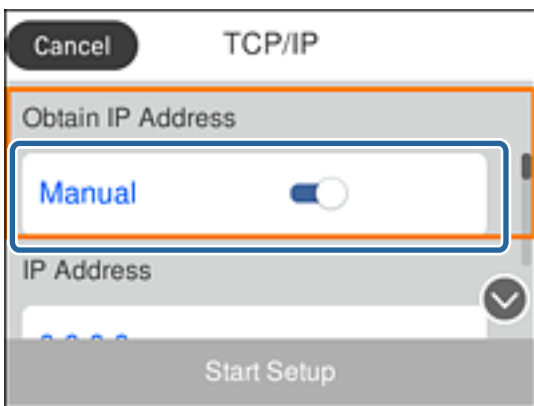 Cancel
TCP/IP
Obtain IP Address
Manual
IP Address
Start Setup